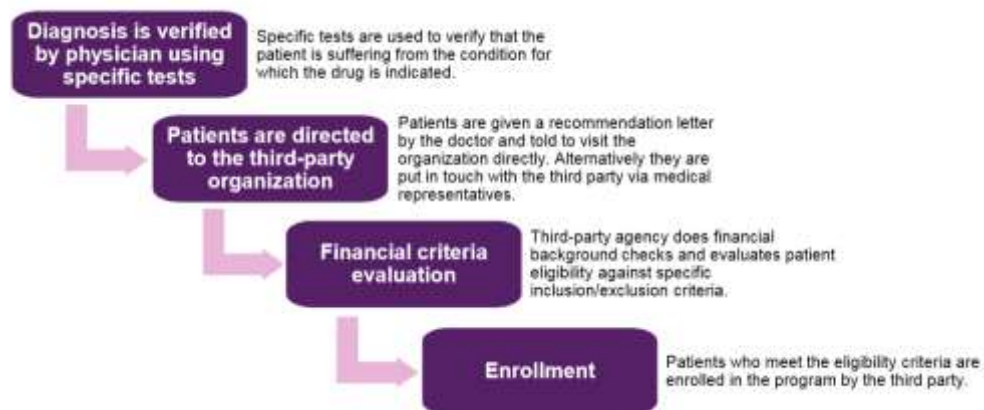 Diagnosis is verified
by physician using
specific tests
Specific tests are used to verify that the
patient is suffering from the condition for
which the drug is indicated.
Patients are directed
to the third-party
organization
Patients are given a recommendation letter
by the doctor and told to visit the
organization directly. Alternatively they are
put in touch with the third party via medical
representatives.
Financial criteria
evaluation
Third-party agency does financial
background checks and evaluates patient
eligibility against specific
inclusion/exclusion criteria.
Enrollment
Patients who meet the eligibility criteria are
enrolled in the program by the third party.